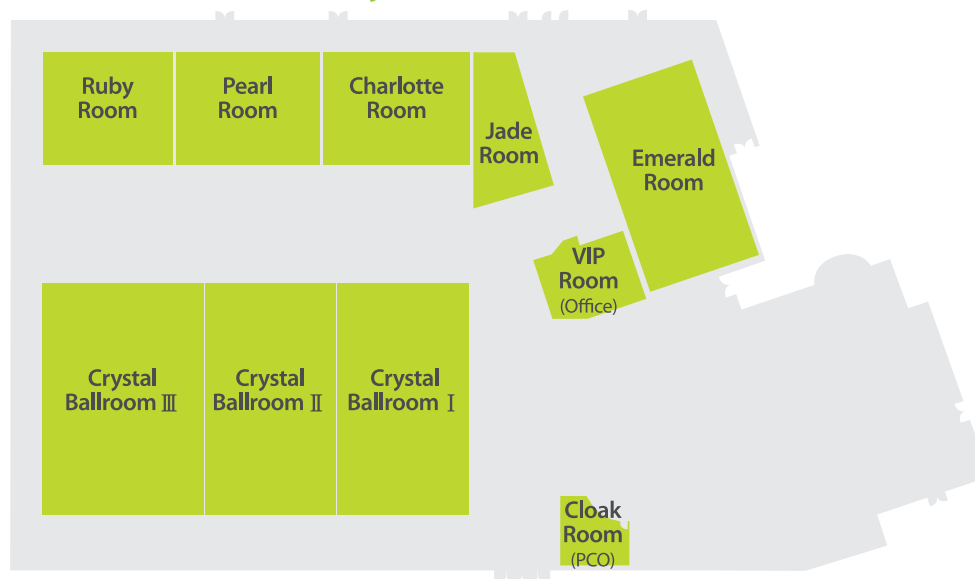 Ruby
Room
Pearl
Room
Charlotte
Room
Jade
Room
Emerald
Room
VIP
Room
(Office)
Crystal
Ballroom Ⅲ
Crystal
Ballroom Ⅱ
Crystal
Ballroom Ⅰ
Cloak
Room
(PCO)